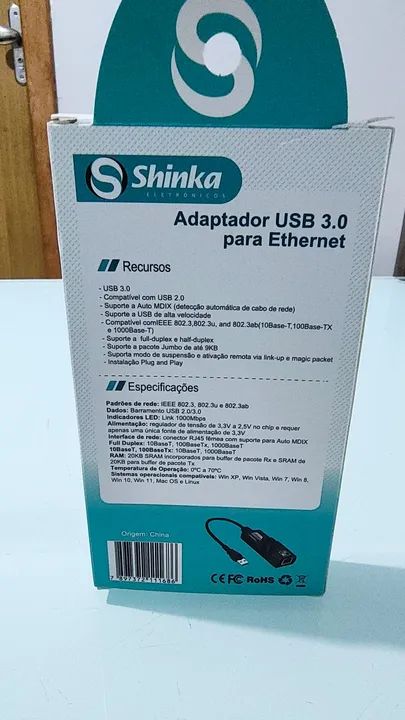 Shinka
ELETRÔNICOS
Adaptador USB 3.0
para Ethernet
Recursos
- USB 3.0
- Compatível com USB 2.0
- Suporte a Auto MDIX (detecção automática de cabo de rede)
- Suporte a USB de alta velocidade
- Compatível comIEEE 802.3,802.3u, and 802.3ab(10Base-T,100Base-TX
e 1000Base-T)
- Suporte a full-duplex e half-duplex
- Suporte a pacote Jumbo de até 9KB
- Suporta modo de suspensão e ativação remota via link-up e magic packet
- Instalação Plug and Play
Especificações
Padrões de rede: IEEE 802.3, 802.3u e 802.3ab
Dados: Barramento USB 2.0/3.0
Indicadores LED: Link 1000Mbps
Alimentação: regulador de tensão de 3,3V a 2,5V no chip e requer
apenas uma única fonte de alimentação de 3,3V
Interface de rede: conector RJ45 fêmea com suporte para Auto MDIX
Full Duplex: 10BaseT, 100BaseTx, 1000BaseT
10BaseT, 100BaseTx: 10BaseT, 1000BaseT
RAM: 20KB SRAM incorporados para buffer de pacote Rx e SRAM de
20KB para buffer de pacote Tx
Temperatura de Operação: 0ºC a 70ºC
Sistemas operacionais compatíveis: Win XP, Win Vista, Win 7, Win 8,
Win 10, Win 11, Mac OS e Linux
Origem: China
7 897372 111686
CE FC RoHS